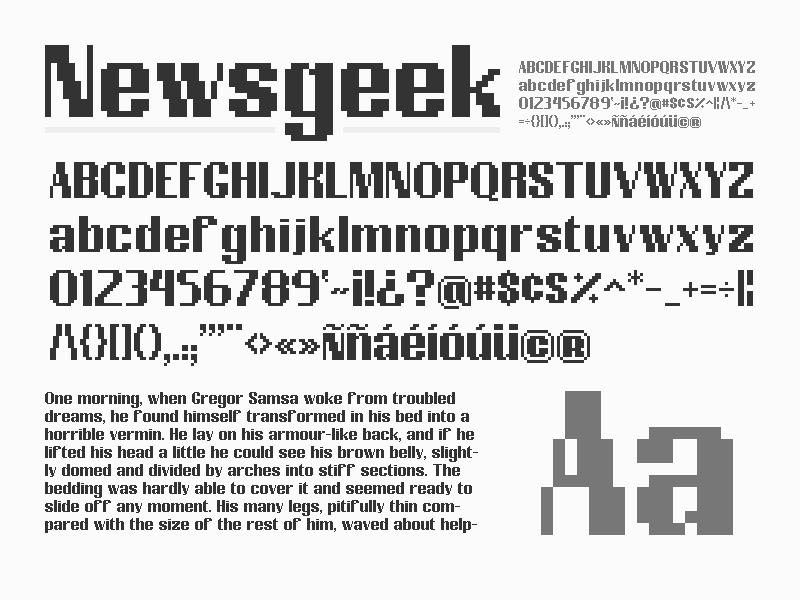 Newsgeek
ABCDEFGHIJKLMNOPQRSTUVWXYZ
abcdefghijklmnopqrstuvwxyz
0123456789'~i!¿?@#$¢S٪^¦/\*-_+
=÷{}[](),.:;”"¨‹›«»Ññáéíóúü©®
ABCDEFGHIJKLMNOPQRSTUVWXYZ
abcdefghijklmnopqrstuvwxyz
0123456789'~i!¿?@#$¢S٪^*-_+=÷|¦
/\{}[](),.:;”"¨‹›«»Ññáéíóúü©®
One morning, when Gregor Samsa woke from troubled
dreams, he found himself transformed in his bed into a
horrible vermin. He lay on his armour-like back, and if he
lifted his head a little he could see his brown belly, slight-
ly domed and divided by arches into stiff sections. The
bedding was hardly able to cover it and seemed ready to
slide off any moment. His many legs, pitifully thin com-
pared with the size of the rest of him, waved about help-
Aa